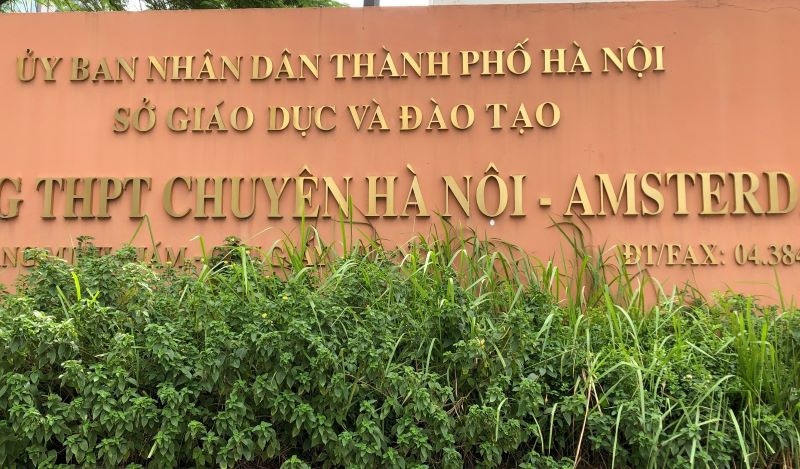 ỦY BAN NHÂN DÂN THÀNH PHỐ HÀ NỘI
SỞ GIÁO DỤC VÀ ĐÀO TẠO
G THPT CHUYÊN HÀ NỘI - AMSTERD
ĐT/FAX: 04.384